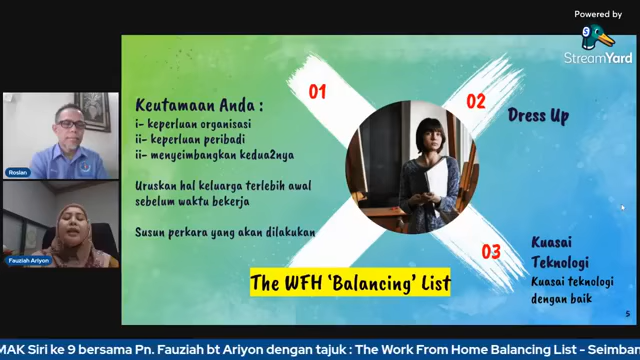 Powered by
StreamYard
01
Keutamaan Anda :
i- keperluan organisasi
ii- keperluan peribadi
ii- menyeimbangkan kedua2nya
Uruskan hal keluarga terlebih awal
sebelum waktu bekerja
Susun perkara yang akan dilakukan
02
Dress Up
03
Kuasai
Teknologi
Kuasai teknologi
dengan baik
The WFH ‘Balancing’ List
5
Roslan
Fauziah Ariyon
MAK Siri ke 9 bersama Pn. Fauziah bt Ariyon dengan tajuk : The Work From Home Balancing List - Seimban